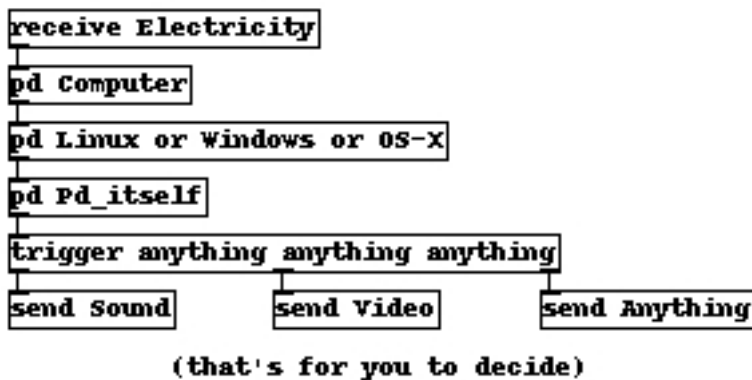 receive Electricity
pd Computer
pd Linux or Windows or OS-X
pd Pd_itself
trigger anything anything anything
send Sound send Video send Anything
(that's for you to decide)